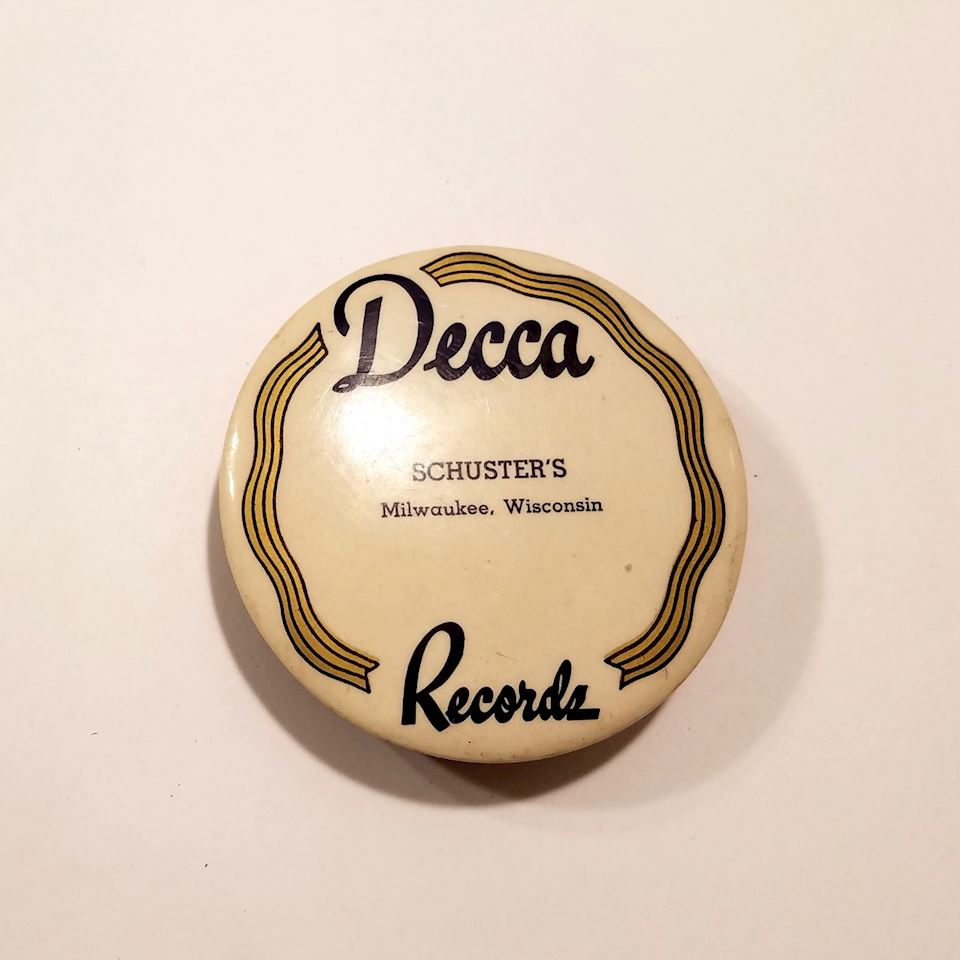 Decca
SCHUSTER'S
Milwaukee, Wisconsin
Records